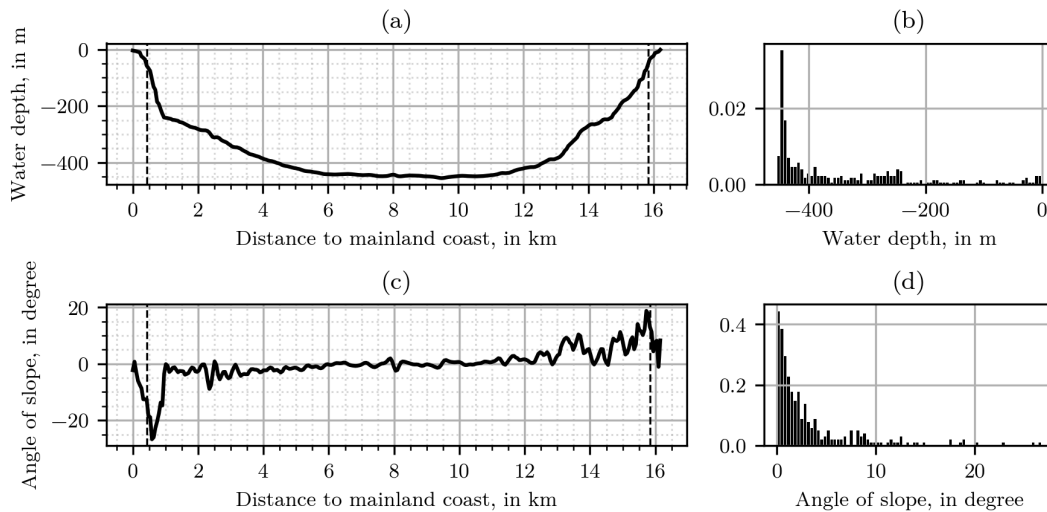 (a)
Water depth, in m
0
−200
−400
0 2 4 6 8 10 12 14 16
Distance to mainland coast, in km
(b)
0.02
0.00
−400 −200 0
Water depth, in m
(c)
Angle of slope, in degree
20
0
−20
0 2 4 6 8 10 12 14 16
Distance to mainland coast, in km
(d)
0.4
0.2
0.0
0 10 20
Angle of slope, in degree